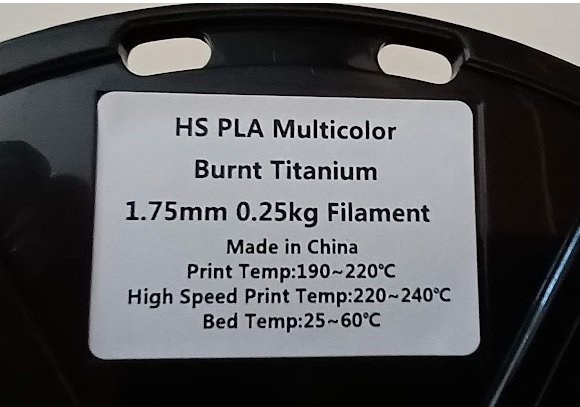 HS PLA Multicolor
Burnt Titanium
1.75mm 0.25kg Filament
Made in China
Print Temp:190~220℃
High Speed Print Temp:220~240℃
Bed Temp:25~60℃